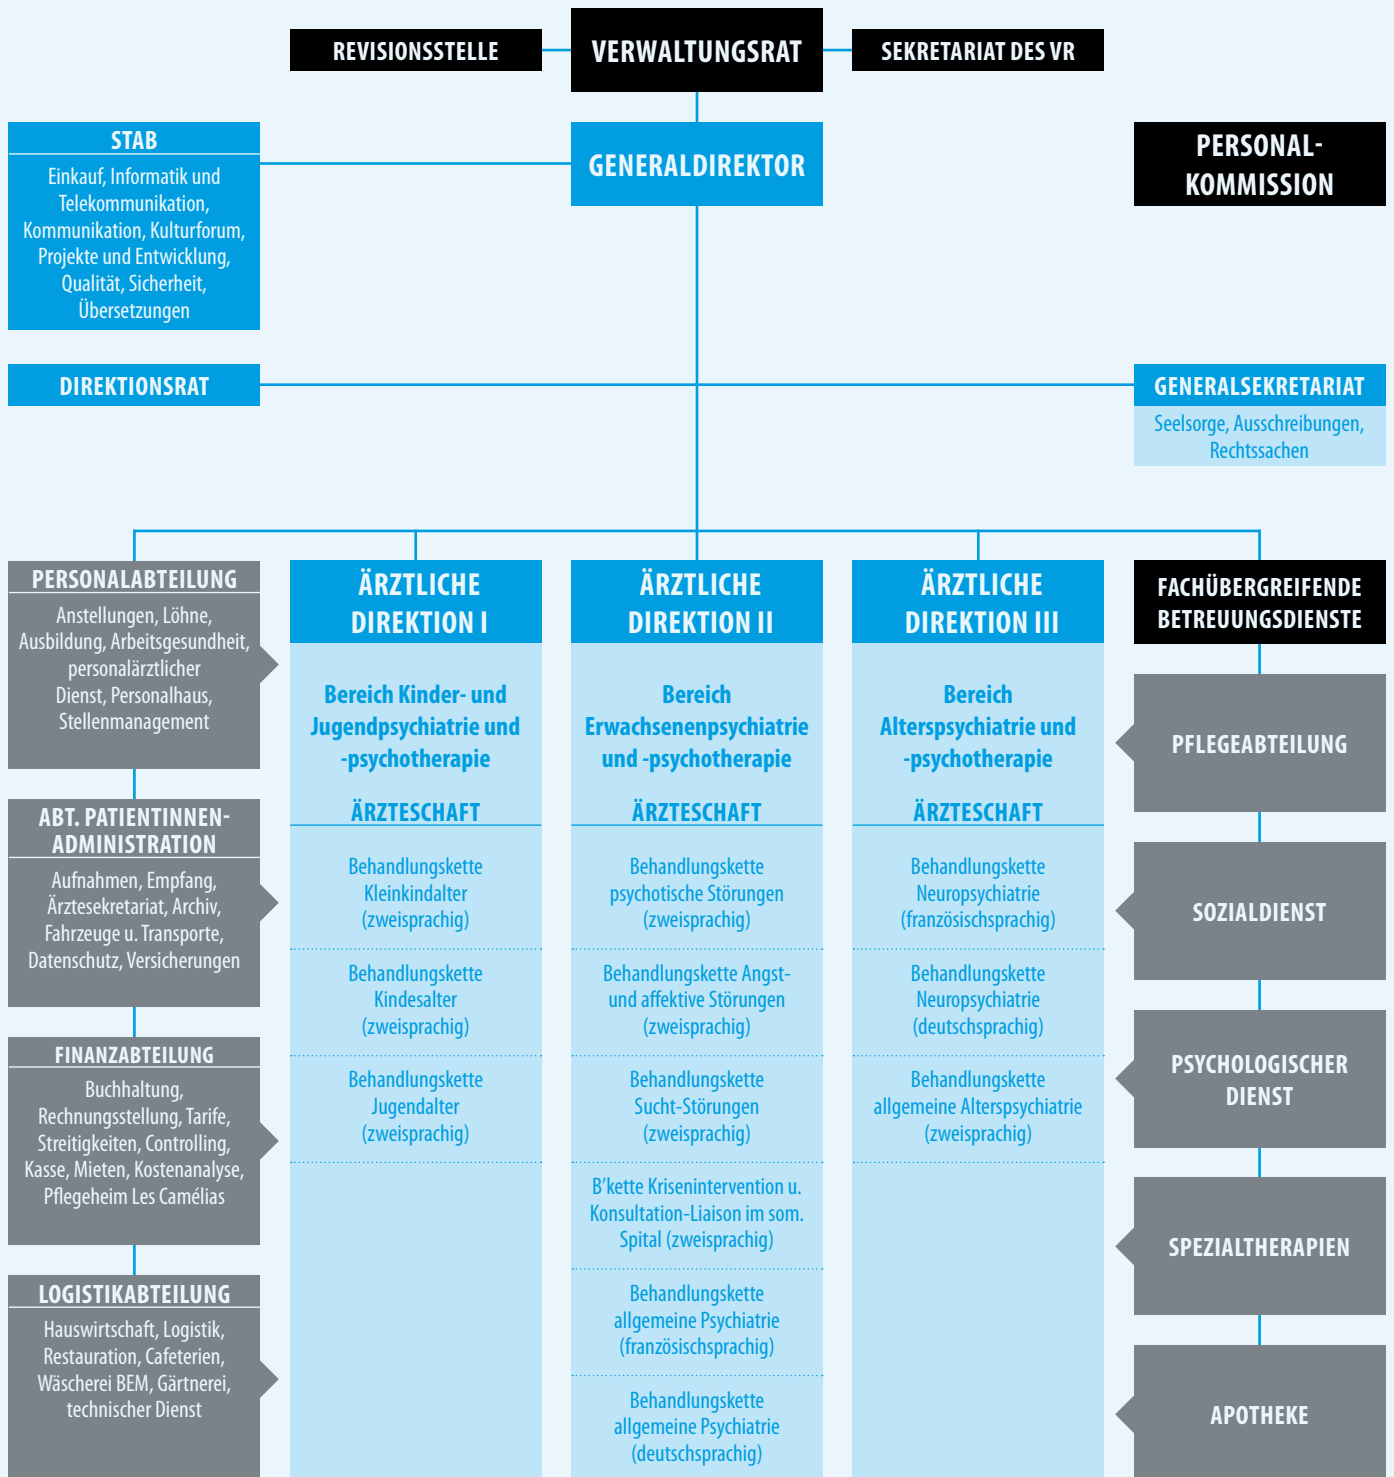 REVISIONSSTELLE
VERWALTUNGSRAT
SEKRETARIAT DES VR
STAB
Einkauf, Informatik und
Telekommunikation,
Kommunikation, Kulturforum,
Projekte und Entwicklung,
Qualität, Sicherheit,
Übersetzungen
GENERALDIREKTOR
PERSONAL-
KOMMISSION
DIREKTIONSRAT
GENERALSEKRETARIAT
Seelsorge, Ausschreibungen,
Rechtssachen
PERSONALABTEILUNG
Anstellungen, Löhne,
Ausbildung, Arbeitsgesundheit,
personalärztlicher
Dienst, Personalhaus,
Stellenmanagement
ABT. PATIENTINNEN-
ADMINISTRATION
Aufnahmen, Empfang,
Ärztesekretariat, Archiv,
Fahrzeuge u. Transporte,
Datenschutz, Versicherungen
FINANZABTEILUNG
Buchhaltung,
Rechnungsstellung, Tarife,
Streitigkeiten, Controlling,
Kasse, Mieten, Kostenanalyse,
Pflegeheim Les Camélias
LOGISTIKABTEILUNG
Hauswirtschaft, Logistik,
Restauration, Cafeterien,
Wäscherei BEM, Gärtnerei,
technischer Dienst
ÄRZTLICHE
DIREKTION I
Bereich Kinder- und
Jugendpsychiatrie und
-psychotherapie
ÄRZTESCHAFT
Behandlungskette
Kleinkindalter
(zweisprachig)
Behandlungskette
Kindesalter
(zweisprachig)
Behandlungskette
Jugendalter
(zweisprachig)
ÄRZTLICHE
DIREKTION II
Bereich
Erwachsenenpsychiatrie
und -psychotherapie
ÄRZTESCHAFT
Behandlungskette
psychotische Störungen
(zweisprachig)
Behandlungskette Angst-
und affektive Störungen
(zweisprachig)
Behandlungskette
Sucht-Störungen
(zweisprachig)
B’kette Krisenintervention u.
Konsultation-Liaison im som.
Spital (zweisprachig)
Behandlungskette
allgemeine Psychiatrie
(französischsprachig)
Behandlungskette
allgemeine Psychiatrie
(deutschsprachig)
ÄRZTLICHE
DIREKTION III
Bereich
Alterspsychiatrie und
-psychotherapie
ÄRZTESCHAFT
Behandlungskette
Neuropsychiatrie
(französischsprachig)
Behandlungskette
Neuropsychiatrie
(deutschsprachig)
Behandlungskette
allgemeine Alterspsychiatrie
(zweisprachig)
FACHÜBERGREIFENDE
BETREUUNGSDIENSTE
PFLEGEABTEILUNG
SOZIALDIENST
PSYCHOLOGISCHER
DIENST
SPEZIALTHERAPIEN
APOTHEKE